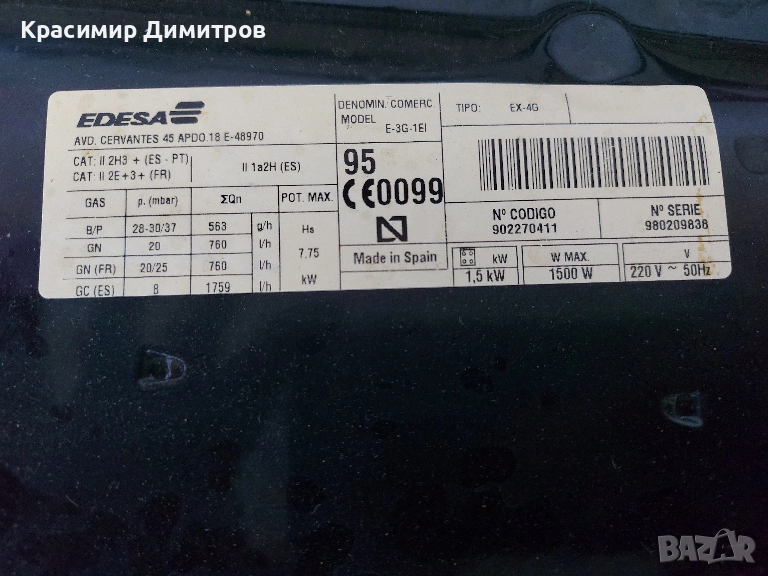 Красимир Димитров
EDESA
AVD. CERVANTES 45 APDO.18 E-48970
CAT: II 2H3 + (ES - PT)
CAT: II 2E+3+ (FR)
II 1a2H (ES)
GAS p. (mbar) ΣQn POT. MAX.
B/P 28-30/37 563 g/h Hs
GN 20 760 l/h 7.75
GN (FR) 20/25 760 l/h kW
GC (ES) 8 1759 l/h
DENOMIN. COMERC
MODEL E-3G-1EI
95
CE0099
N
Made in Spain
TIPO: EX-4G
Nº CODIGO
902270411
Nº SERIE
980209838
kW
1,5 kW
W MAX.
1500 W
V
220 V ~ 50Hz
BAZAR